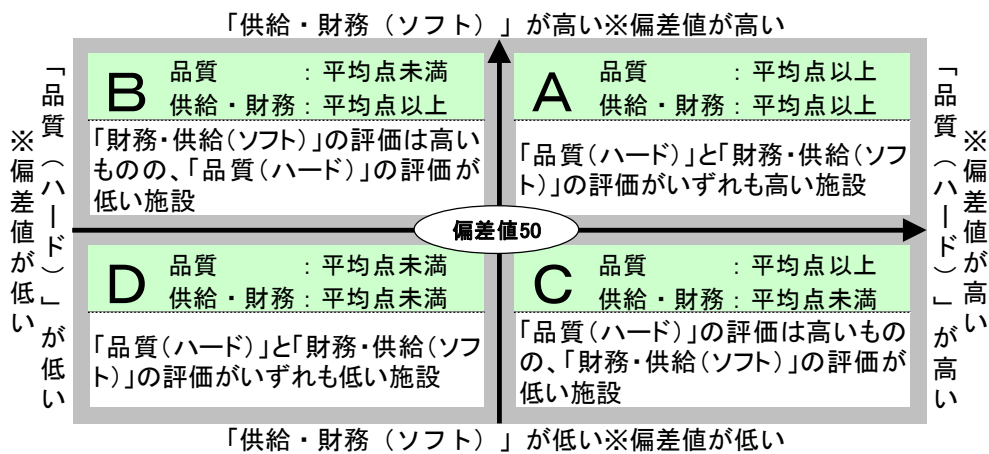 「供給・財務（ソフト）」が高い※偏差値が高い
「品質（ハード）」が低い
※偏差値が低い
B
品質　　　：平均点未満
供給・財務：平均点以上
「財務・供給（ソフト）」の評価は高い
ものの、「品質（ハード）」の評価が
低い施設
A
品質　　　：平均点以上
供給・財務：平均点以上
「品質（ハード）」と「財務・供給（ソフ
ト）」の評価がいずれも高い施設
偏差値50
D
品質　　　：平均点未満
供給・財務：平均点未満
「品質（ハード）」と「財務・供給（ソフ
ト）」の評価がいずれも低い施設
C
品質　　　：平均点以上
供給・財務：平均点未満
「品質（ハード）」の評価は高いもの
の、「財務・供給（ソフト）」の評価が
低い施設
「品質（ハード）」が高い
※偏差値が高い
「供給・財務（ソフト）」が低い※偏差値が低い